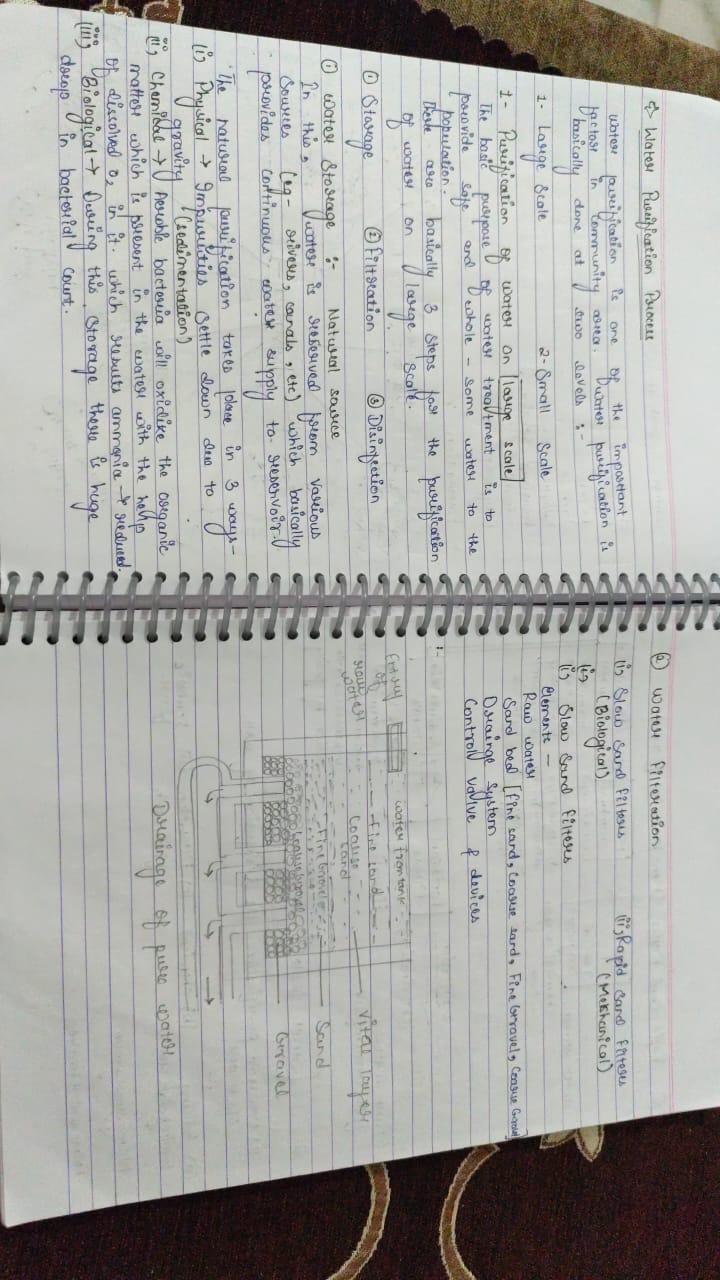 ⇒ Water Purification Process
water purification is one of the important
factor in community area. Water purification is
basically done at two levels :-
1- Large Scale 2- Small Scale
1- Purification of water on large scale
The basic purpose of water treatment is to
provide safe and whole-some water to the
population.
There are basically 3 steps for the purification
of water on large scale.
① Storage ② Filtration ③ Disinfection
① Water Storage :- Natural source
In this, water is reserved from various
Sources (eg- rivers, canals, etc) which basically
provides continuous water supply to reservoir.
The natural purification takes place in 3 ways-
(i) Physical → Impurities settle down due to
gravity (sedimentation)
(ii) Chemical → Aerobic bacteria will oxidike the organic
matter which is present in the water with the help
of dissolved O2 in it. which results ammonia → reduced.
(iii) Biological → During this storage there is huge
drop in bacterial count.
② Water Filteration
(i) Slow Sand Filters (ii) Rapid Sand Filters
(Biological) (Mekhanical)
(i)
(i) Slow Sand Filters
Elements —
Raw water
Sand bed [Fine sand, Coarse sand, Fine Gravel, Coarse Gravel]
Drainge System
Control valve & devices
:-
Entry
of
raw
water
water from tank
Fine sand
Coarse
sand
Fine Gravel
Coarse Gravel
Vital layer
Sand
Gravel
Drainage of pure water